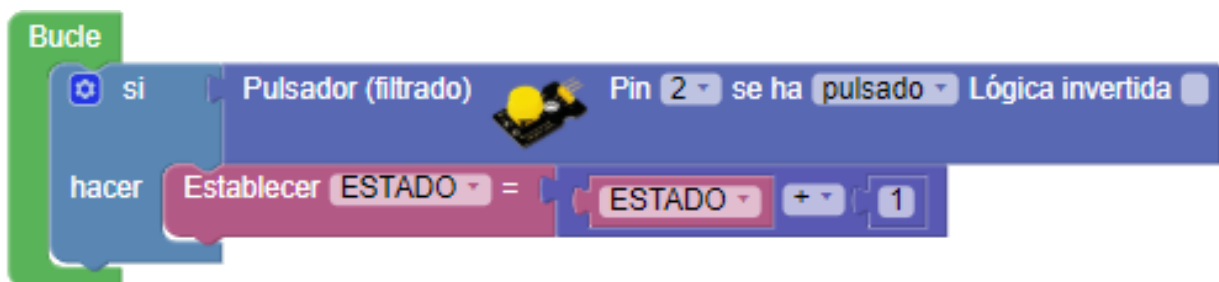 Bucle
si Pulsador (filtrado) Pin 2 se ha pulsado Lógica invertida
hacer Establecer ESTADO = ESTADO + 1